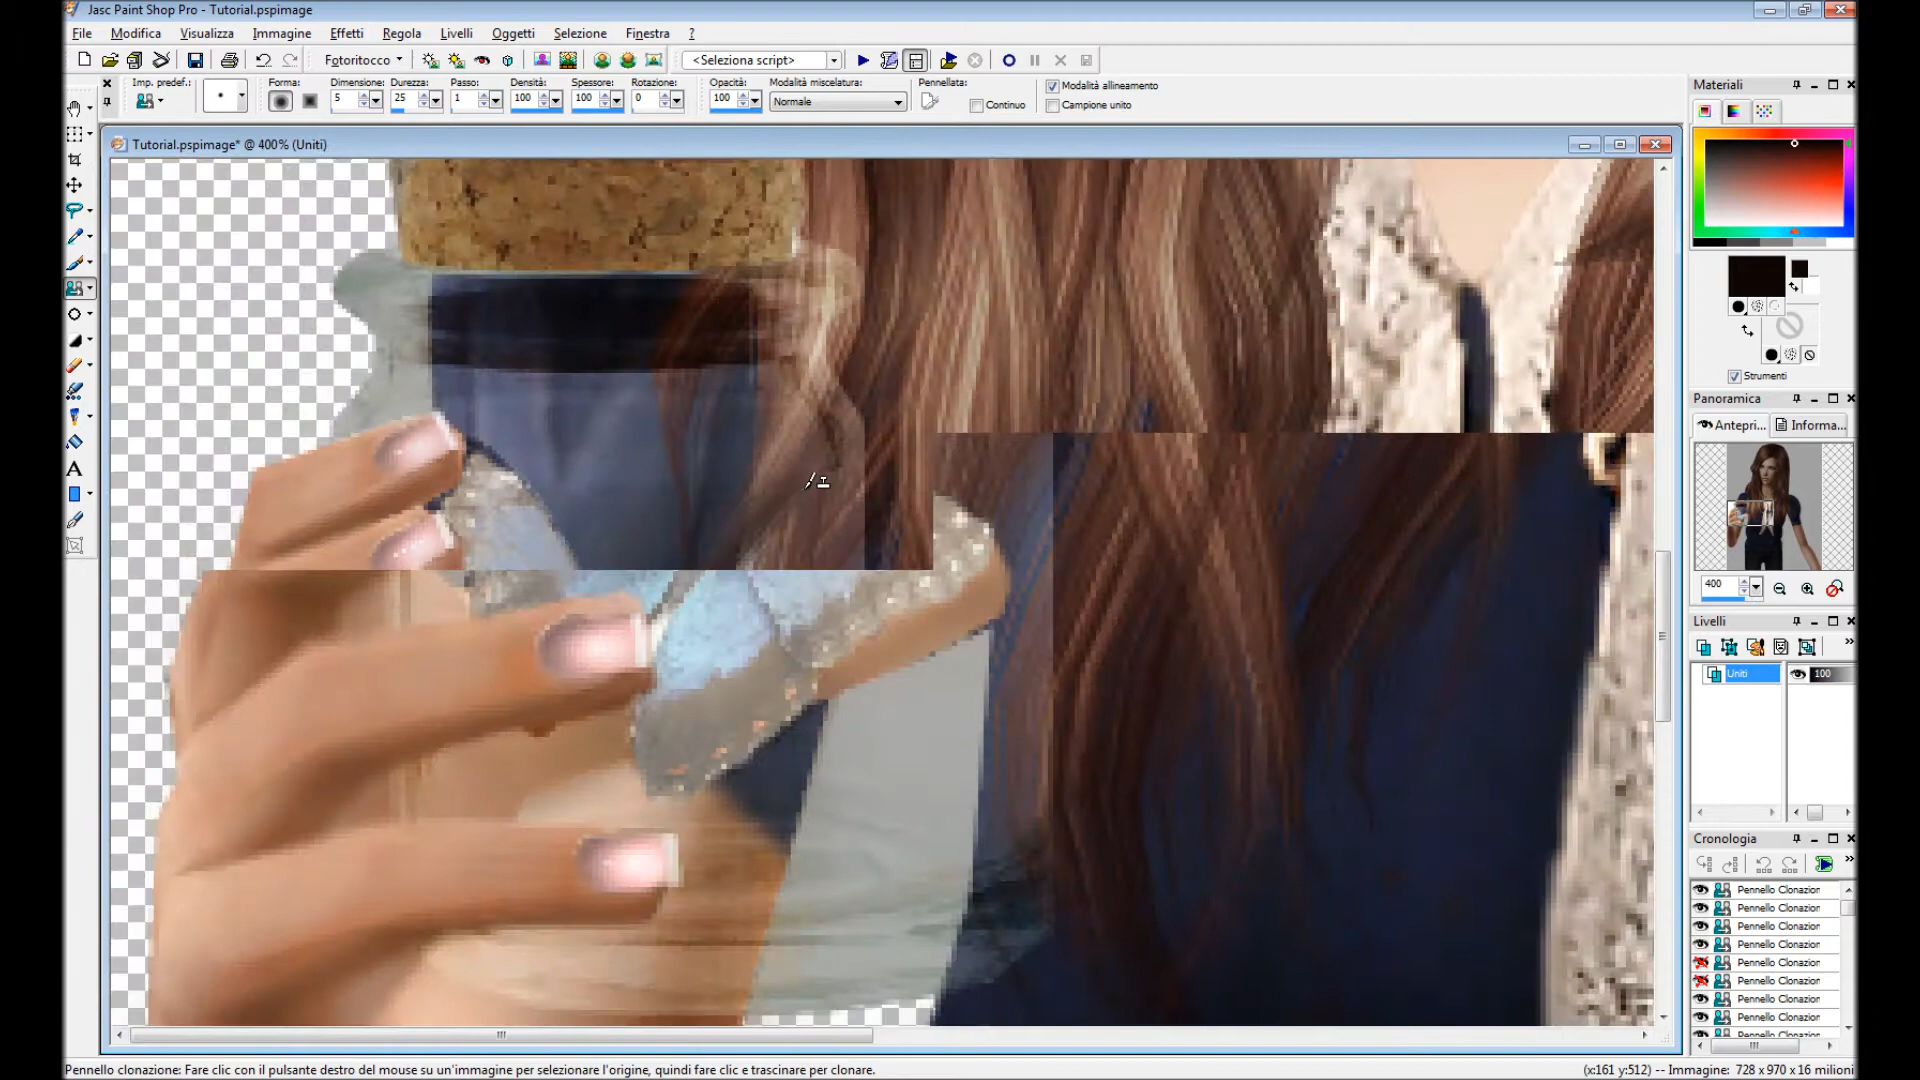 Jasc Paint Shop Pro - Tutorial.pspimage
File Modifica Visualizza Immagine Effetti Regola Livelli Oggetti Selezione Finestra ?
Fotoritocco
<Seleziona script>
Imp. predef.: Forma: Dimensione: Durezza: Passo: Densità: Spessore: Rotazione: Opacità: Modalità miscelatura: Pennellata: Modalità allineamento
5 25 1 100 100 0 100 Normale Continuo Campione unito
Tutorial.pspimage* @ 400% (Uniti)
Materiali
Strumenti
Panoramica
Antepri... Informa...
400
Livelli
Uniti 100
Cronologia
Pennello Clonazior
Pennello Clonazior
Pennello Clonazior
Pennello Clonazior
Pennello Clonazior
Pennello Clonazior
Pennello Clonazior
Pennello Clonazior
Pennello Clonazior
Pennello clonazione: Fare clic con il pulsante destro del mouse su un'immagine per selezionare l'origine, quindi fare clic e trascinare per clonare.
(x:161 y:512) -- Immagine: 728 x 970 x 16 milioni